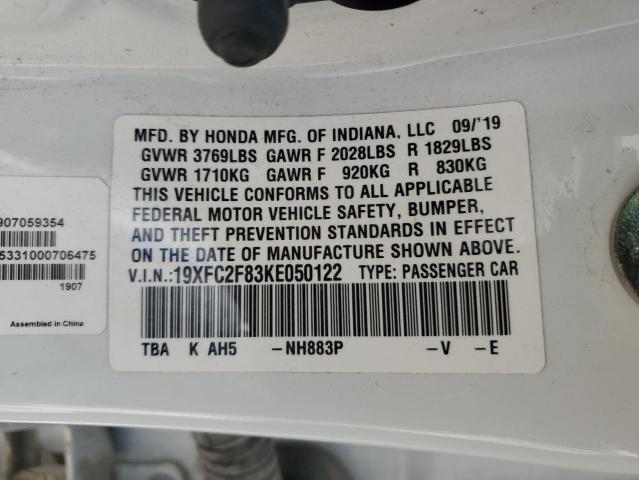 MFD. BY HONDA MFG. OF INDIANA, LLC 09/'19
GVWR 3769LBS GAWR F 2028LBS R 1829LBS
GVWR 1710KG GAWR F 920KG R 830KG
THIS VEHICLE CONFORMS TO ALL APPLICABLE
FEDERAL MOTOR VEHICLE SAFETY, BUMPER,
AND THEFT PREVENTION STANDARDS IN EFFECT
ON THE DATE OF MANUFACTURE SHOWN ABOVE.
V.I.N.:19XFC2F83KE050122 TYPE: PASSENGER CAR
TBA K AH5 -NH883P -V -E
907059354
5331000706475
1907
Assembled in China